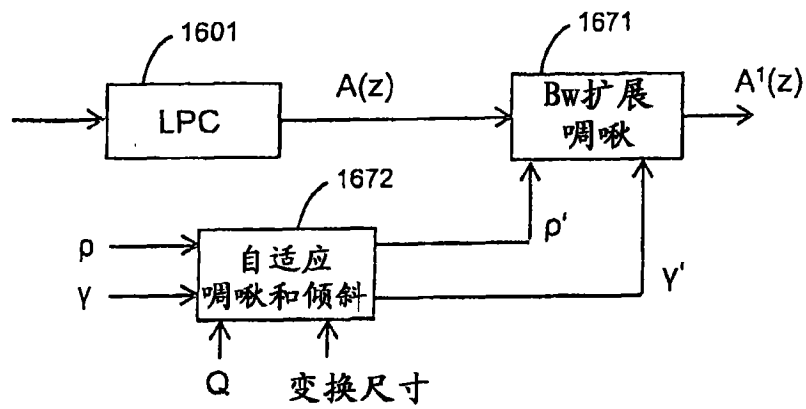 1601
LPC
A(z)
1671
Bw扩展
啁啾
A¹(z)
1672
ρ
γ
自适应
啁啾和倾斜
ρ'
γ'
Q
变换尺寸